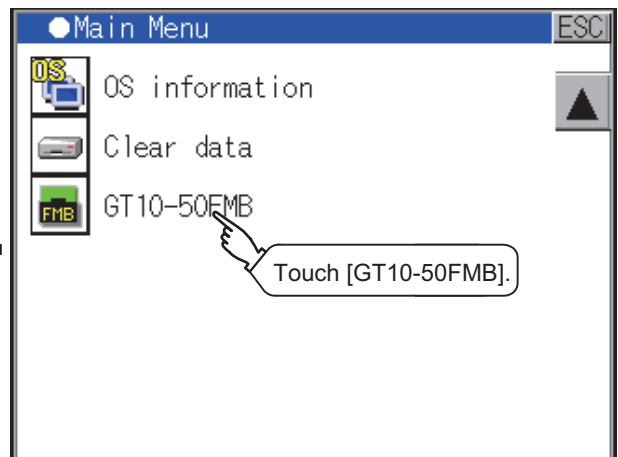 ●Main Menu ESC
OS OS information
Clear data
FMB GT10-50FMB
Touch [GT10-50FMB].